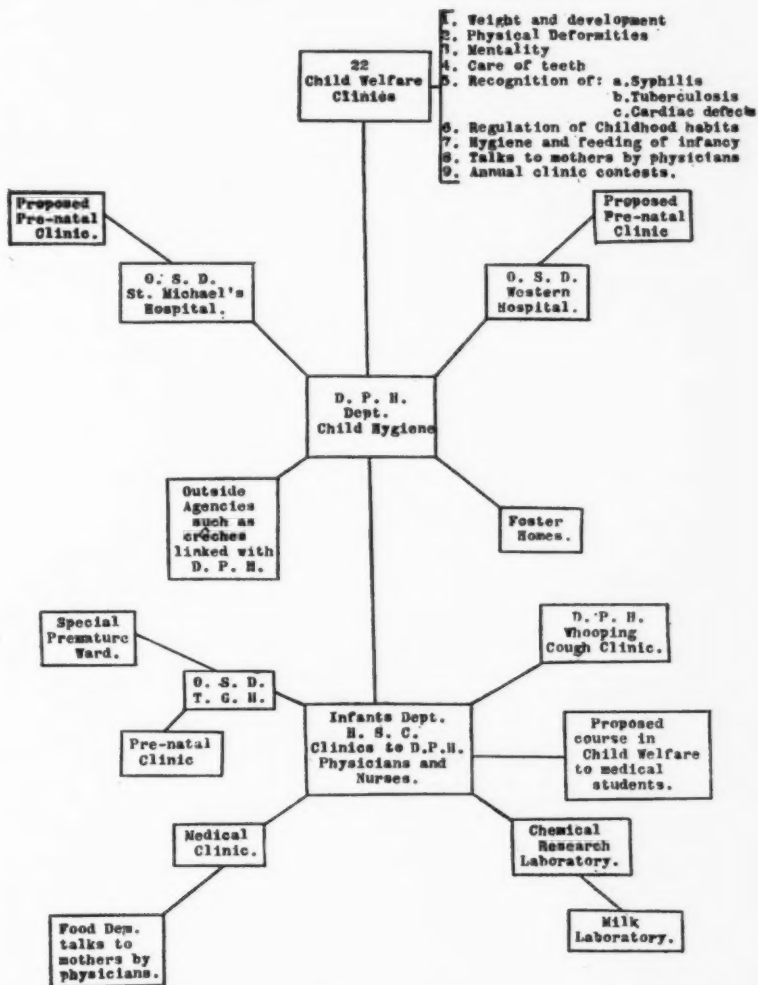 22
Child Welfare
Clinics
1. Weight and development
2. Physical Deformities
3. Mentality
4. Care of teeth
5. Recognition of: a.Syphilis
b.Tuberculosis
c.Cardiac defects
6. Regulation of Childhood habits
7. Hygiene and feeding of infancy
8. Talks to mothers by physicians
9. Annual clinic contests.
Proposed
Pre-natal
Clinic.
Proposed
Pre-natal
Clinic
O. S. D.
St. Michael's
Hospital.
O. S. D.
Western
Hospital.
D. P. H.
Dept.
Child Hygiene
Outside
Agencies
such as
creches
linked with
D. P. H.
Foster
Homes.
Special
Premature
Ward.
O. S. D.
T. G. H.
Pre-natal
Clinic
D. P. H.
Whooping
Cough Clinic.
Infants Dept.
H. S. C.
Clinics to D.P.H.
Physicians and
Nurses.
Proposed
course in
Child Welfare
to medical
students.
Medical
Clinic.
Chemical
Research
Laboratory.
Food Dem.
talks to
mothers by
physicians.
Milk
Laboratory.